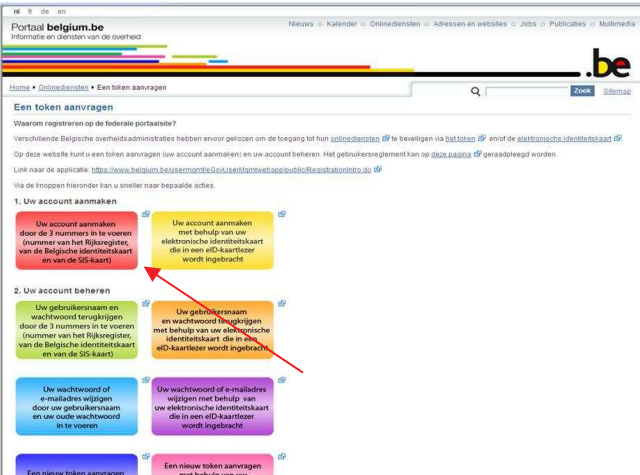 nl fr de en
Portaal belgium.be
Informatie en diensten van de overheid
Nieuws Kalender Onlinediensten Adressen en websites Jobs Publicaties Multimedia
.be
Home Onlinediensten Een token aanvragen
Zoek Sitemap
Een token aanvragen
Waarom registreren op de federale portaalsite?
Verschillende Belgische overheidsadministraties hebben ervoor gekozen om de toegang tot hun onlinediensten te beveiligen via het token en/of de elektronische identiteitskaart.
Op deze website kunt u een token aanvragen (uw account aanmaken) en uw account beheren. Het gebruikersreglement kan op deze pagina geraadpleegd worden.
Link naar de applicatie: https://www.belgium.be/usermgmt/eGovUserMgmtwebapp/public/RegistrationIntro.do
Via de knoppen hieronder kan u sneller naar bepaalde acties.
1. Uw account aanmaken
Uw account aanmaken
door de 3 nummers in te voeren
(nummer van het Rijksregister,
van de Belgische identiteitskaart
en van de SIS-kaart)
Uw account aanmaken
met behulp van uw
elektronische identiteitskaart
die in een eID-kaartlezer
wordt ingebracht
2. Uw account beheren
Uw gebruikersnaam en
wachtwoord terugkrijgen
door de 3 nummers in te voeren
(nummer van het Rijksregister,
van de Belgische identiteitskaart
en van de SIS-kaart)
Uw gebruikersnaam
en wachtwoord terugkrijgen
met behulp van uw elektronische
identiteitskaart die in een
eID-kaartlezer wordt ingebracht
Uw wachtwoord of
e-mailadres wijzigen
door uw gebruikersnaam
en uw oude wachtwoord
in te voeren
Uw wachtwoord of e-mailadres
wijzigen met behulp van
uw elektronische identiteitskaart
die in een eID-kaartlezer
wordt ingebracht
Een nieuw token aanvragen
Een nieuw token aanvragen
met behulp van uw